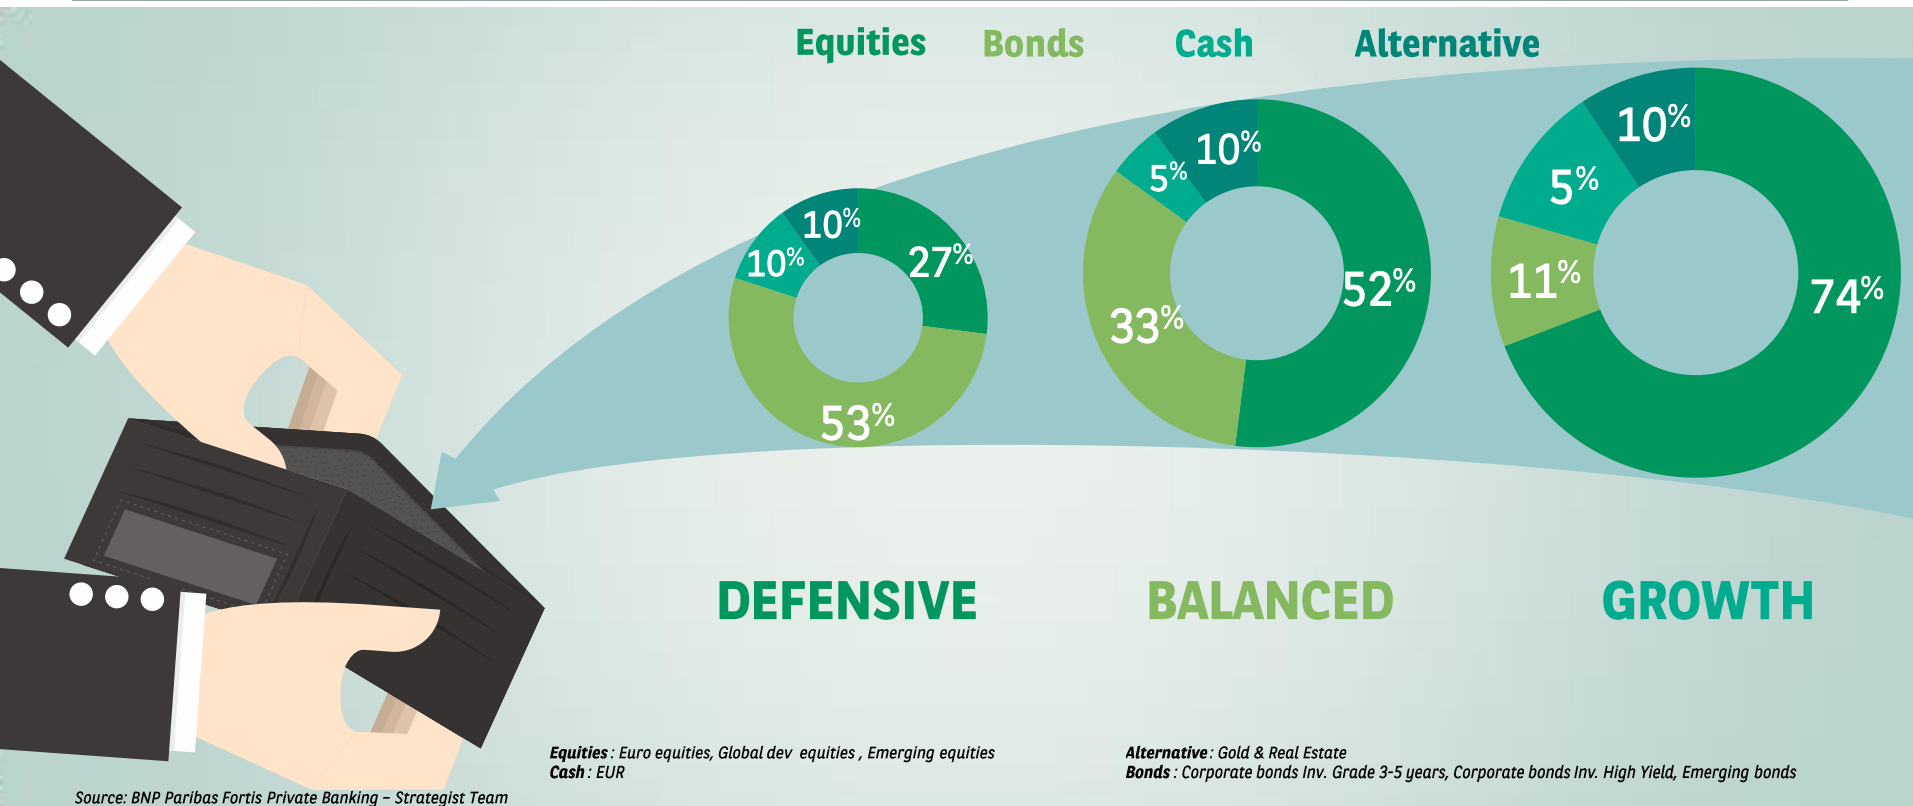 Equities Bonds Cash Alternative
10% 10% 27% 53%
10% 5% 52% 33%
10% 5% 11% 74%
DEFENSIVE BALANCED GROWTH
Equities : Euro equities, Global dev equities , Emerging equities
Cash : EUR
Alternative : Gold & Real Estate
Bonds : Corporate bonds Inv. Grade 3-5 years, Corporate bonds Inv. High Yield, Emerging bonds
Source: BNP Paribas Fortis Private Banking – Strategist Team